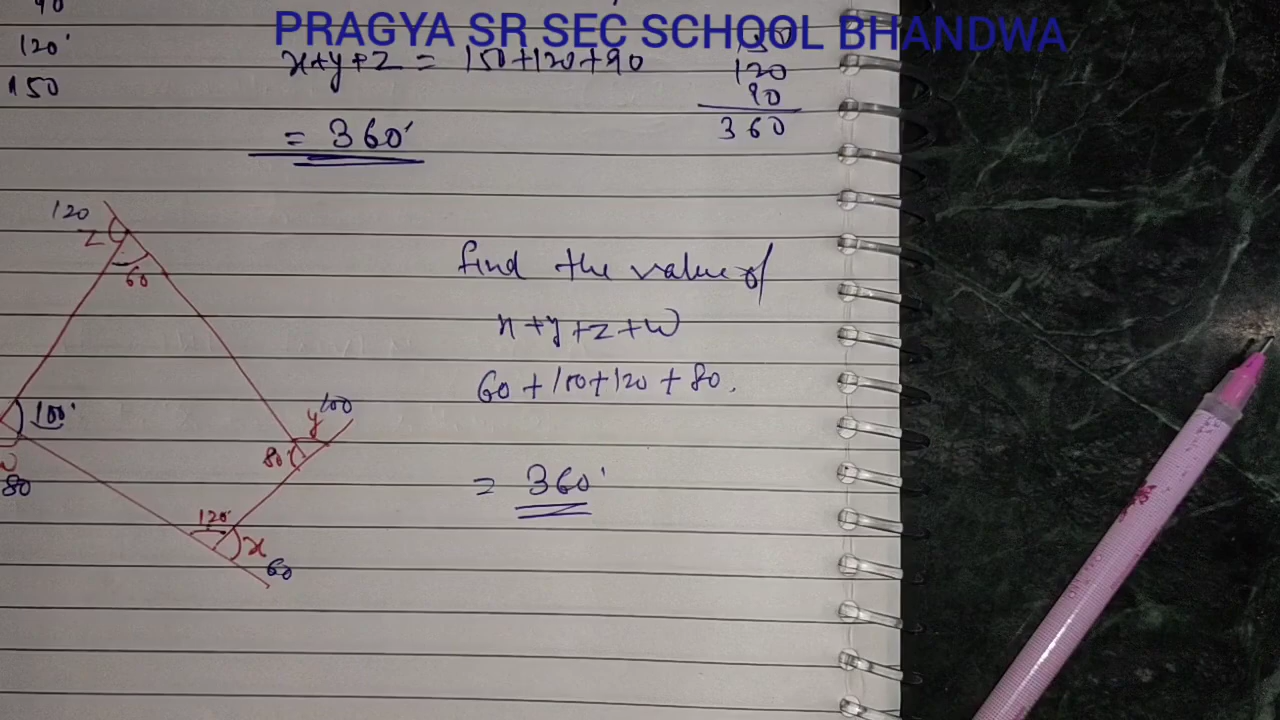 90
PRAGYA SR SEC SCHOOL BHANDWA
120°
150
x+y+z = 150+120+90
120
90
360
= 360°
120
z
60
find the value of
x+y+z+w
60+100+120+80.
= 360°
100°
y 100
80°
w
80
120°
x
60